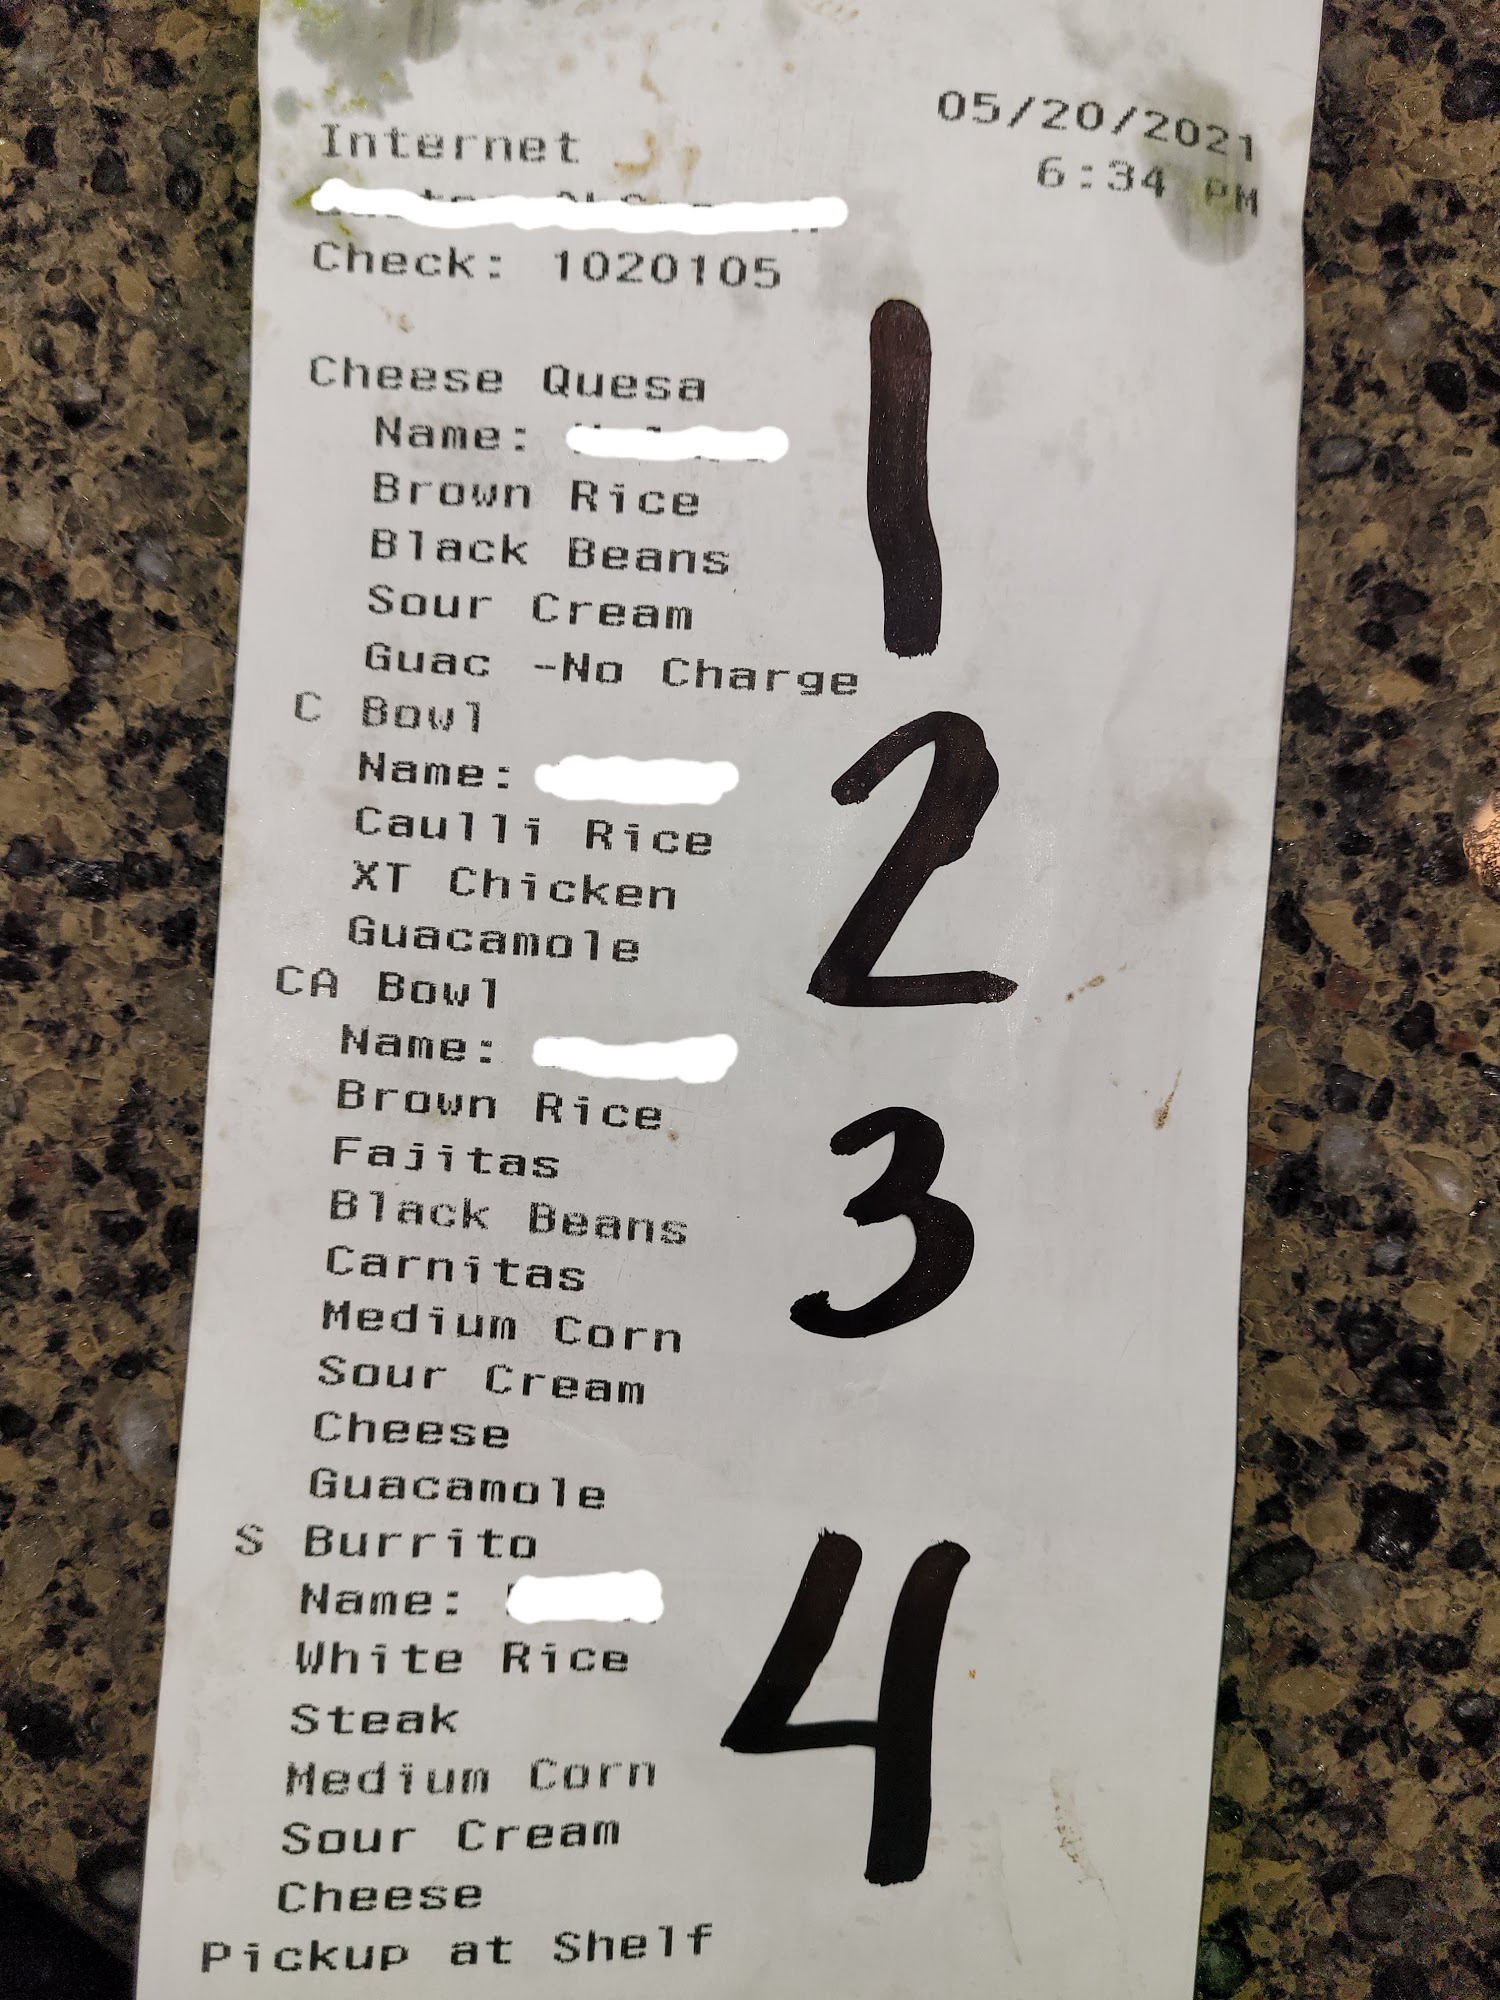 Internet
05/20/2021
6:34 PM
Check: 1020105
Cheese Quesa
Name:
Brown Rice
Black Beans
Sour Cream
Guac -No Charge
1
C Bowl
Name:
Caulli Rice
XT Chicken
Guacamole
2
CA Bowl
Name:
Brown Rice
Fajitas
Black Beans
Carnitas
Medium Corn
Sour Cream
Cheese
Guacamole
3
S Burrito
Name:
White Rice
Steak
Medium Corn
Sour Cream
Cheese
4
Pickup at Shelf